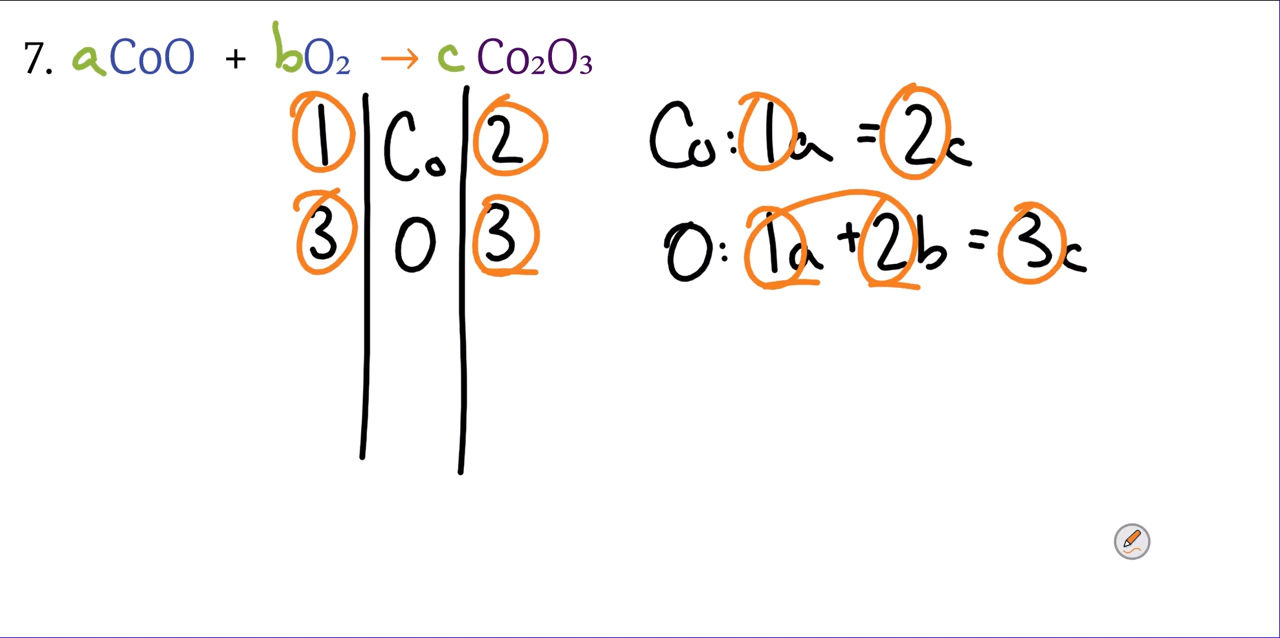 7. aCoO + bO₂ → c Co₂O₃
1 Co 2 Co: 1a = 2c
3 O 3 O: 1a + 2b = 3c